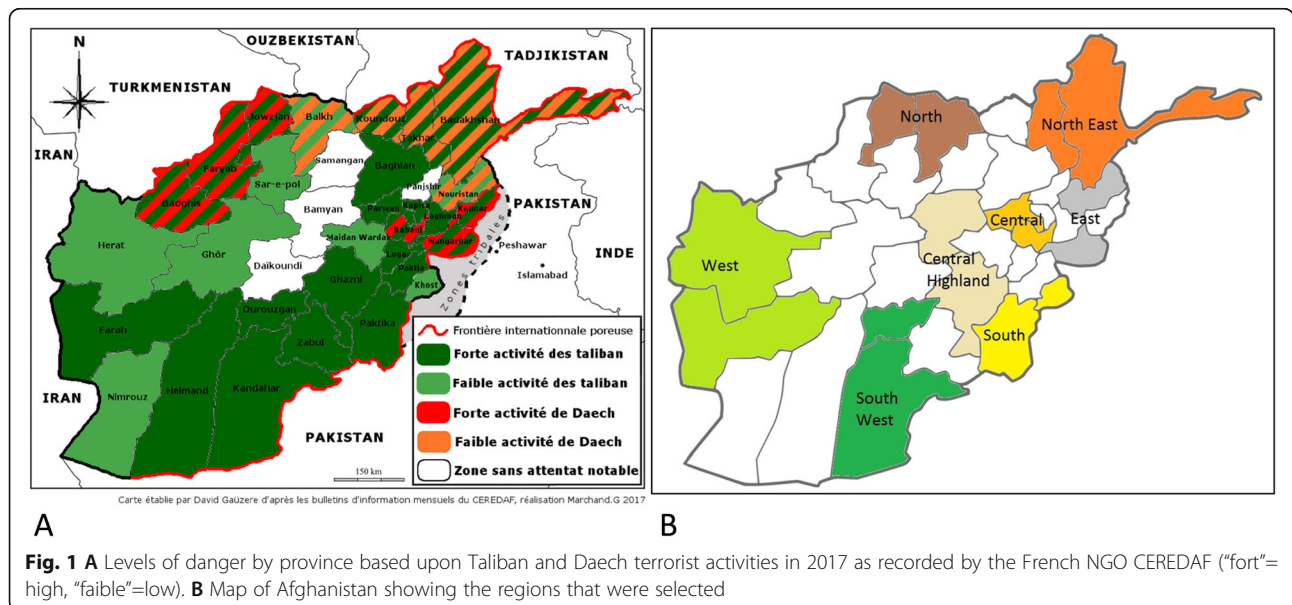 N
OUZBEKISTAN
TADJIKISTAN
TURKMENISTAN
Jowzjan
Balkh
Koundouz
Badakhshan
Takhar
IRAN
Faryab
Samangan
Baghlan
Sar-e-pol
Panjshir
Nouristan
Badghis
Bamyan
Parwan
Kapisa
Kounar
Laghman
PAKISTAN
Kaboul
Herat
Maidan Wardak
Nangarhar
Peshawar
Ghôr
Logar
INDE
Daïkoundi
Ghazni
Paktia
Islamabad
Khost
Zones tribales
Ourouzgan
Farah
Paktika
Zabul
Nimrouz
Helmand
Kandahar
IRAN
PAKISTAN
Frontière internationnale poreuse
Forte activité des taliban
Faible activité des taliban
Forte activité de Daech
Faible activité de Daech
Zone sans attentat notable
150 km
Carte établie par David Gaüzere d'après les bulletins d'information mensuels du CEREDAF, réalisation Marchand.G 2017
A
North
North East
Central
East
West
Central
Highland
South
South
West
B
Fig. 1 A Levels of danger by province based upon Taliban and Daech terrorist activities in 2017 as recorded by the French NGO CEREDAF (“fort”=
high, “faible”=low). B Map of Afghanistan showing the regions that were selected